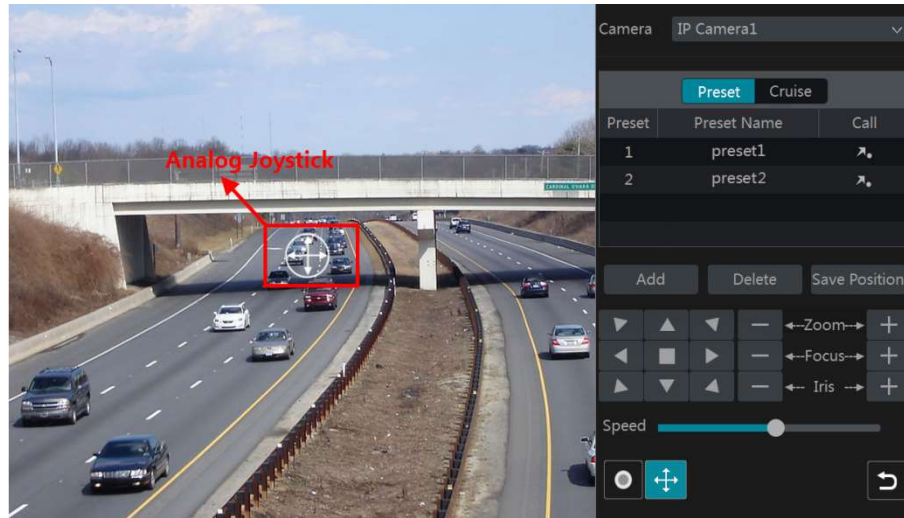 Camera IP Camera1
Preset Cruise
Preset Preset Name Call
1 preset1
2 preset2
Analog Joystick
CARDINAL O'HARA
Add Delete Save Position
Zoom
Focus
Iris
Speed